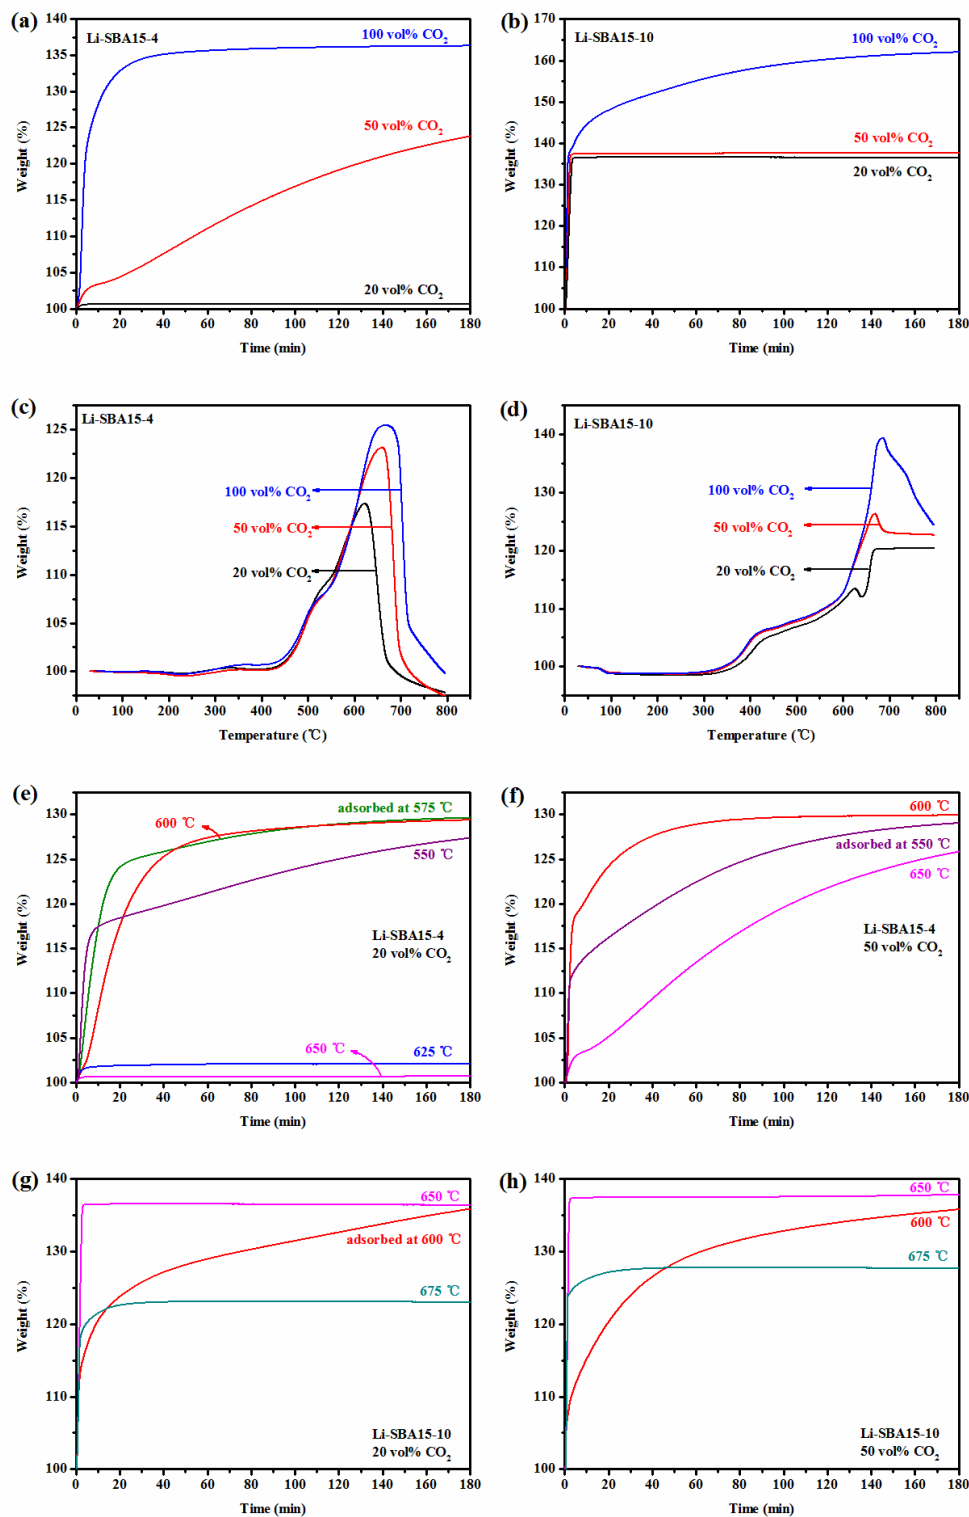 (a)
Li-SBA15-4
100 vol% CO₂
50 vol% CO₂
20 vol% CO₂
Weight (%)
140
135
130
125
120
115
110
105
100
0 20 40 60 80 100 120 140 160 180
Time (min)
(b)
Li-SBA15-10
100 vol% CO₂
50 vol% CO₂
20 vol% CO₂
Weight (%)
170
160
150
140
130
120
110
100
0 20 40 60 80 100 120 140 160 180
Time (min)
(c)
Li-SBA15-4
100 vol% CO₂
50 vol% CO₂
20 vol% CO₂
Weight (%)
125
120
115
110
105
100
0 100 200 300 400 500 600 700 800
Temperature (℃)
(d)
Li-SBA15-10
100 vol% CO₂
50 vol% CO₂
20 vol% CO₂
Weight (%)
140
130
120
110
100
0 100 200 300 400 500 600 700 800
Temperature (℃)
(e)
adsorbed at 575 ℃
600 ℃
550 ℃
Li-SBA15-4
20 vol% CO₂
650 ℃
625 ℃
Weight (%)
130
125
120
115
110
105
100
0 20 40 60 80 100 120 140 160 180
Time (min)
(f)
600 ℃
adsorbed at 550 ℃
650 ℃
Li-SBA15-4
50 vol% CO₂
Weight (%)
130
125
120
115
110
105
100
0 20 40 60 80 100 120 140 160 180
Time (min)
(g)
650 ℃
adsorbed at 600 ℃
675 ℃
Li-SBA15-10
20 vol% CO₂
Weight (%)
140
130
120
110
100
0 20 40 60 80 100 120 140 160 180
Time (min)
(h)
650 ℃
600 ℃
675 ℃
Li-SBA15-10
50 vol% CO₂
Weight (%)
140
130
120
110
100
0 20 40 60 80 100 120 140 160 180
Time (min)